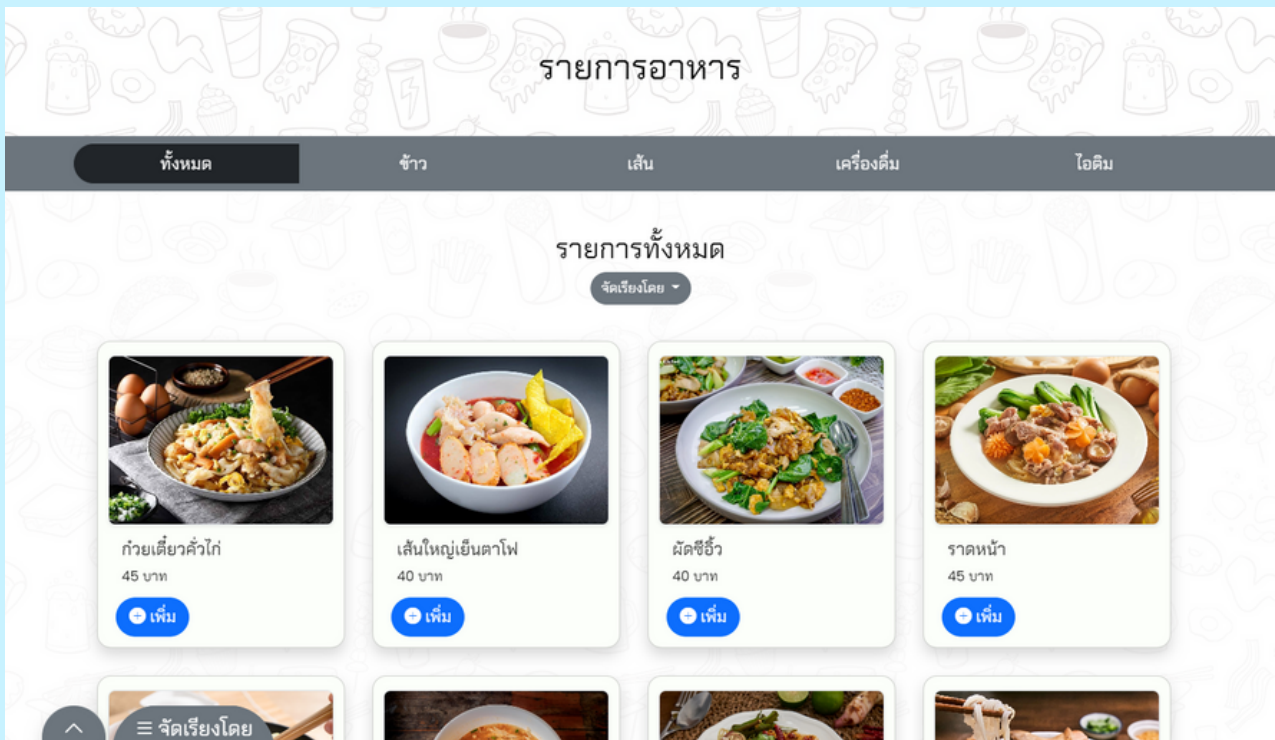 รายการอาหาร
ทั้งหมด ข้าว เส้น เครื่องดื่ม ไอติม
รายการทั้งหมด
จัดเรียงโดย
ก๋วยเตี๋ยวคั่วไก่ เส้นใหญ่เย็นตาโฟ ผัดซีอิ้ว ราดหน้า
45 บาท 40 บาท 40 บาท 45 บาท
เพิ่ม เพิ่ม เพิ่ม เพิ่ม
จัดเรียงโดย